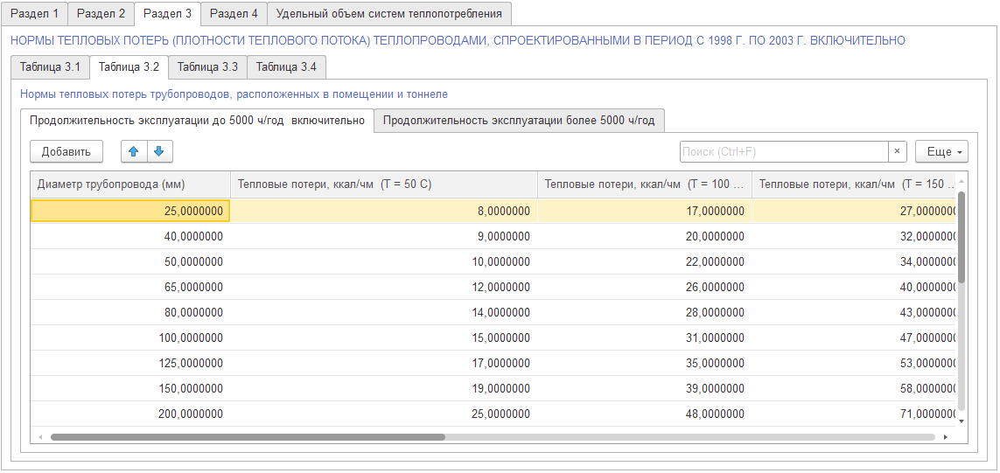 Раздел 1 Раздел 2 Раздел 3 Раздел 4 Удельный объем систем теплопотребления
НОРМЫ ТЕПЛОВЫХ ПОТЕРЬ (ПЛОТНОСТИ ТЕПЛОВОГО ПОТОКА) ТЕПЛОПРОВОДАМИ, СПРОЕКТИРОВАННЫМИ В ПЕРИОД С 1998 Г. ПО 2003 Г. ВКЛЮЧИТЕЛЬНО
Таблица 3.1 Таблица 3.2 Таблица 3.3 Таблица 3.4
Нормы тепловых потерь трубопроводов, расположенных в помещении и тоннеле
Продолжительность эксплуатации до 5000 ч/год включительно Продолжительность эксплуатации более 5000 ч/год
Добавить Поиск (Ctrl+F) × Еще
Диаметр трубопровода (мм) Тепловые потери, ккал/чм (Т = 50 С) Тепловые потери, ккал/чм (Т = 100 ... Тепловые потери, ккал/чм (Т = 150 ...
25,0000000 8,0000000 17,0000000 27,0000000
40,0000000 9,0000000 20,0000000 32,0000000
50,0000000 10,0000000 22,0000000 34,0000000
65,0000000 12,0000000 26,0000000 40,0000000
80,0000000 14,0000000 28,0000000 43,0000000
100,0000000 15,0000000 31,0000000 47,0000000
125,0000000 17,0000000 35,0000000 53,0000000
150,0000000 19,0000000 39,0000000 58,0000000
200,0000000 25,0000000 48,0000000 71,0000000